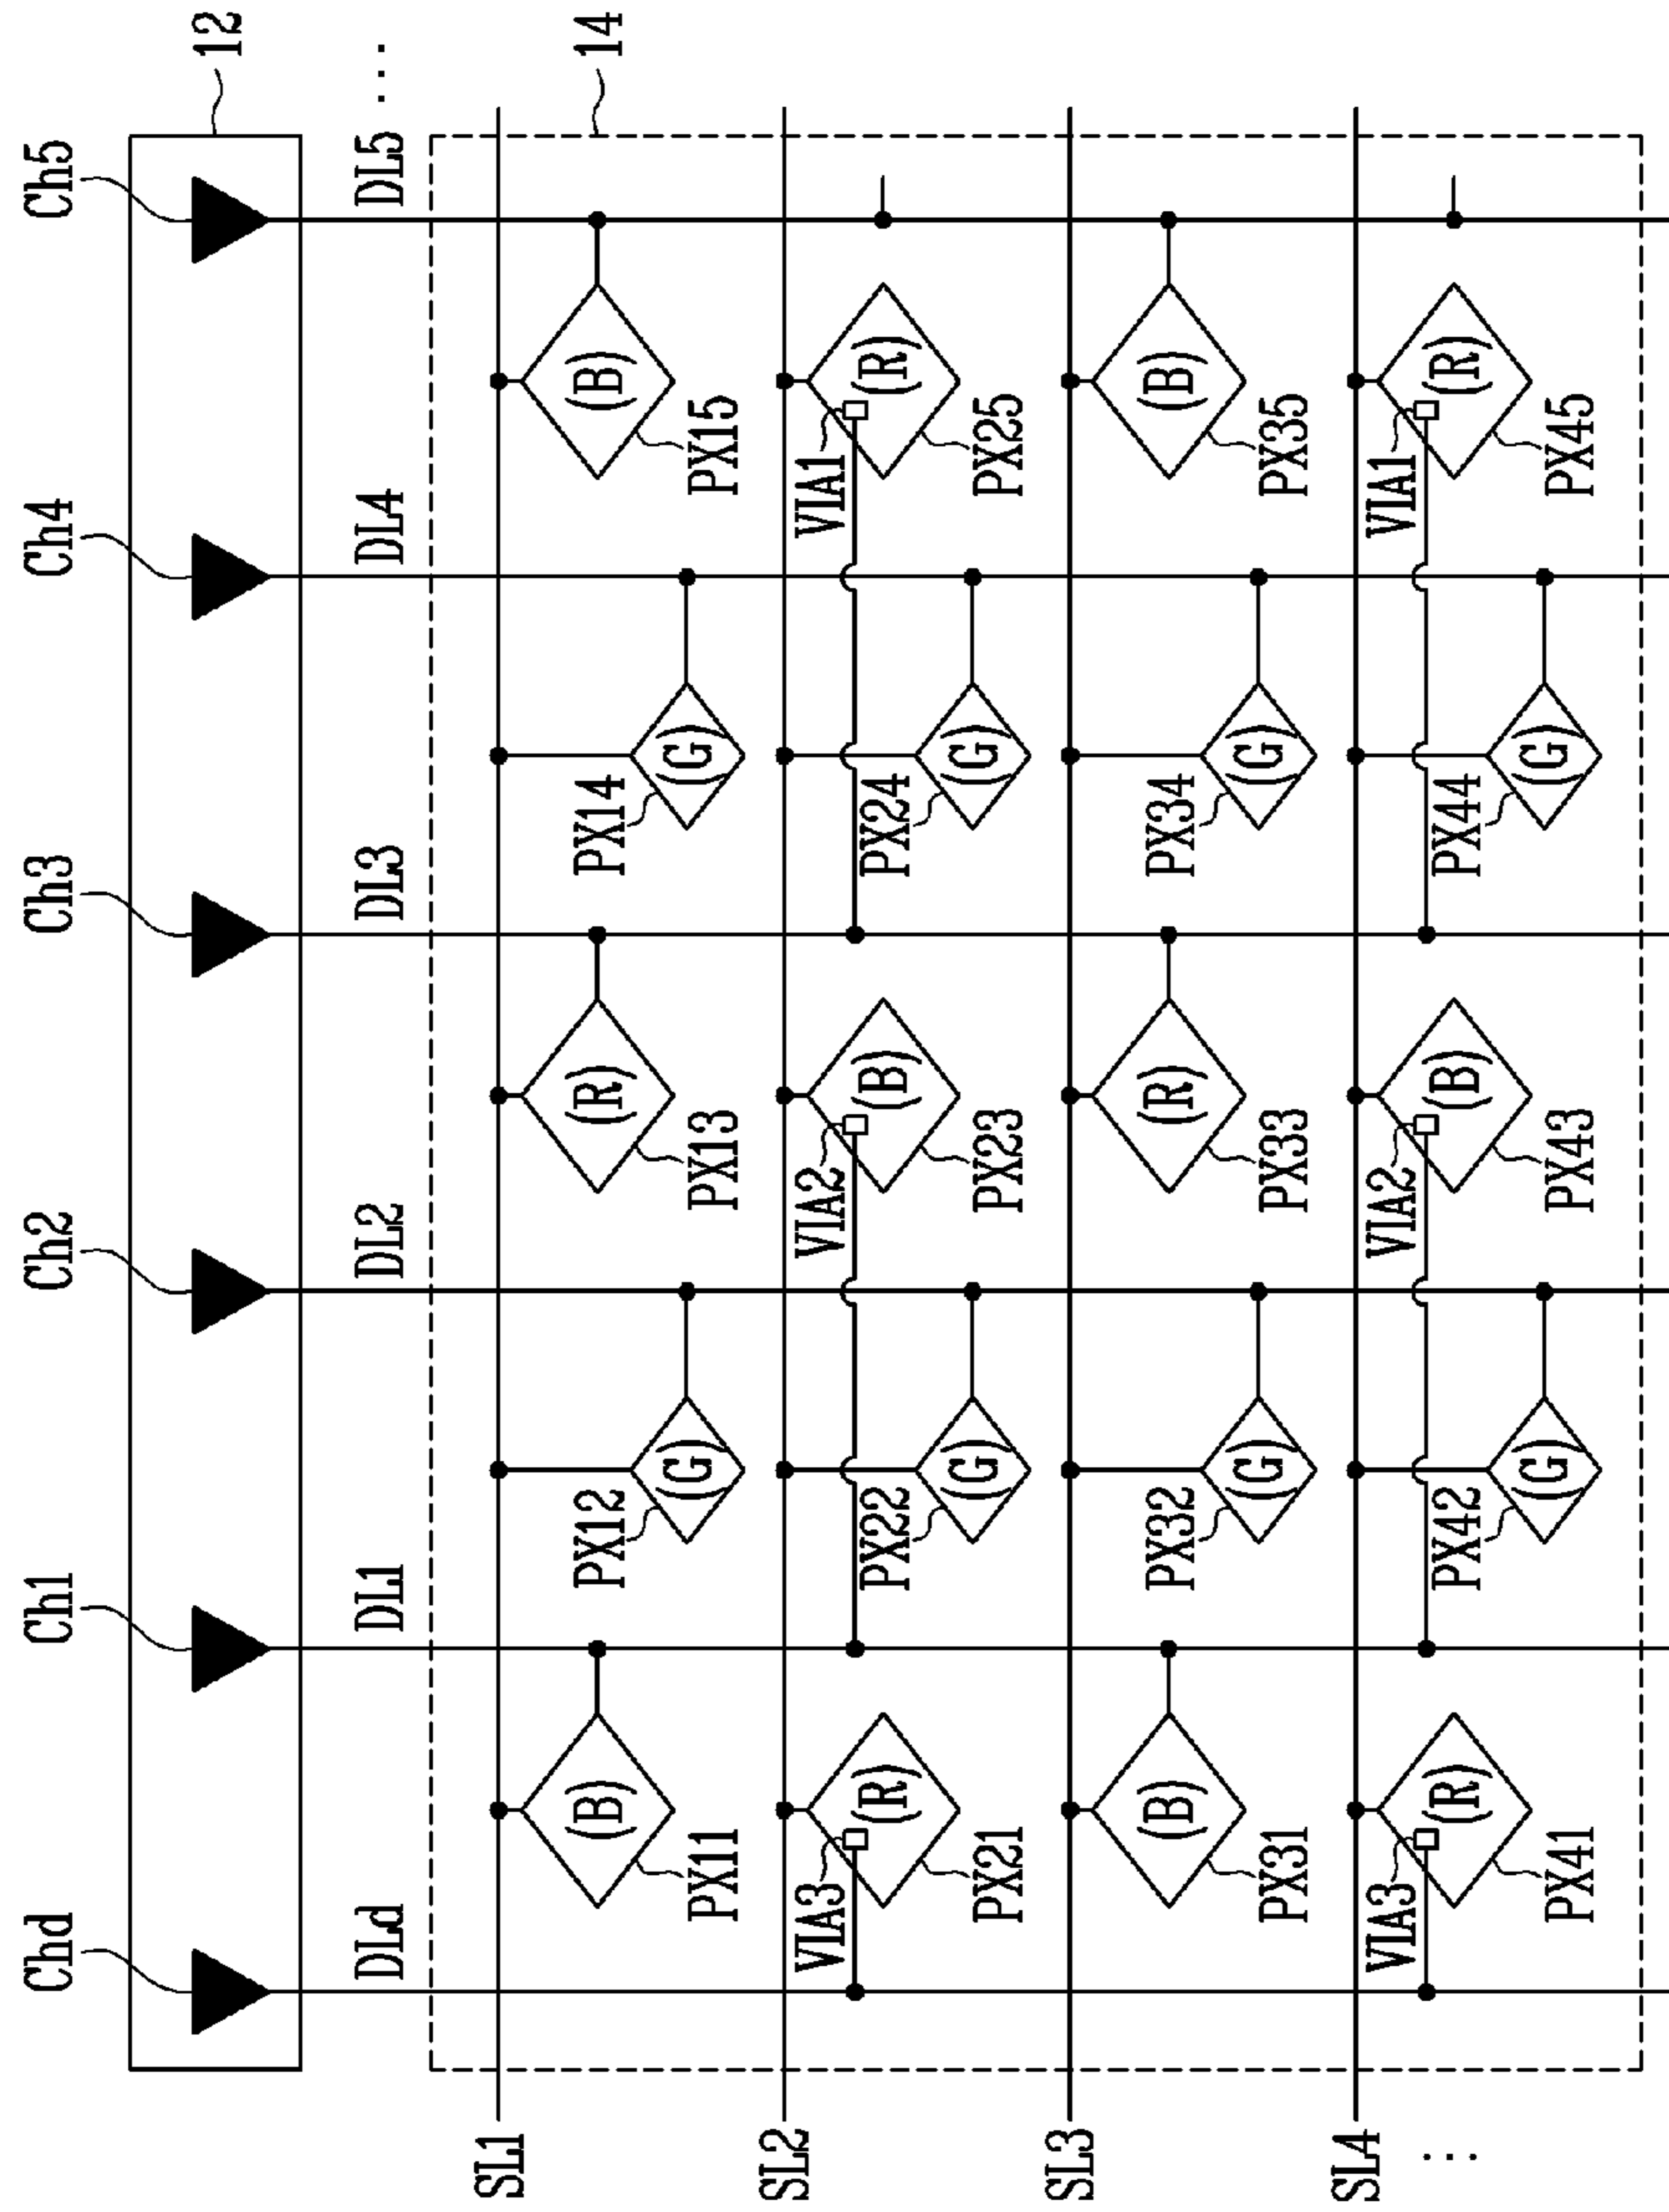 Chd Ch1 Ch2 Ch3 Ch4 Ch5
12
DLd DL1 DL2 DL3 DL4 DL5 ...
SL1
(B) PX12 (R) PX14 (B) 14
PX11 (G) PX13 (G) PX15
SL2
VIA3 VIA2 VIA1
(R) PX22 (B) PX24 (R)
PX21 (G) PX23 (G) PX25
SL3
(B) PX32 (R) PX34 (B)
PX31 (G) PX33 (G) PX35
SL4
VIA3 VIA2 VIA1
(R) PX42 (B) PX44 (R)
PX41 (G) PX43 (G) PX45
...